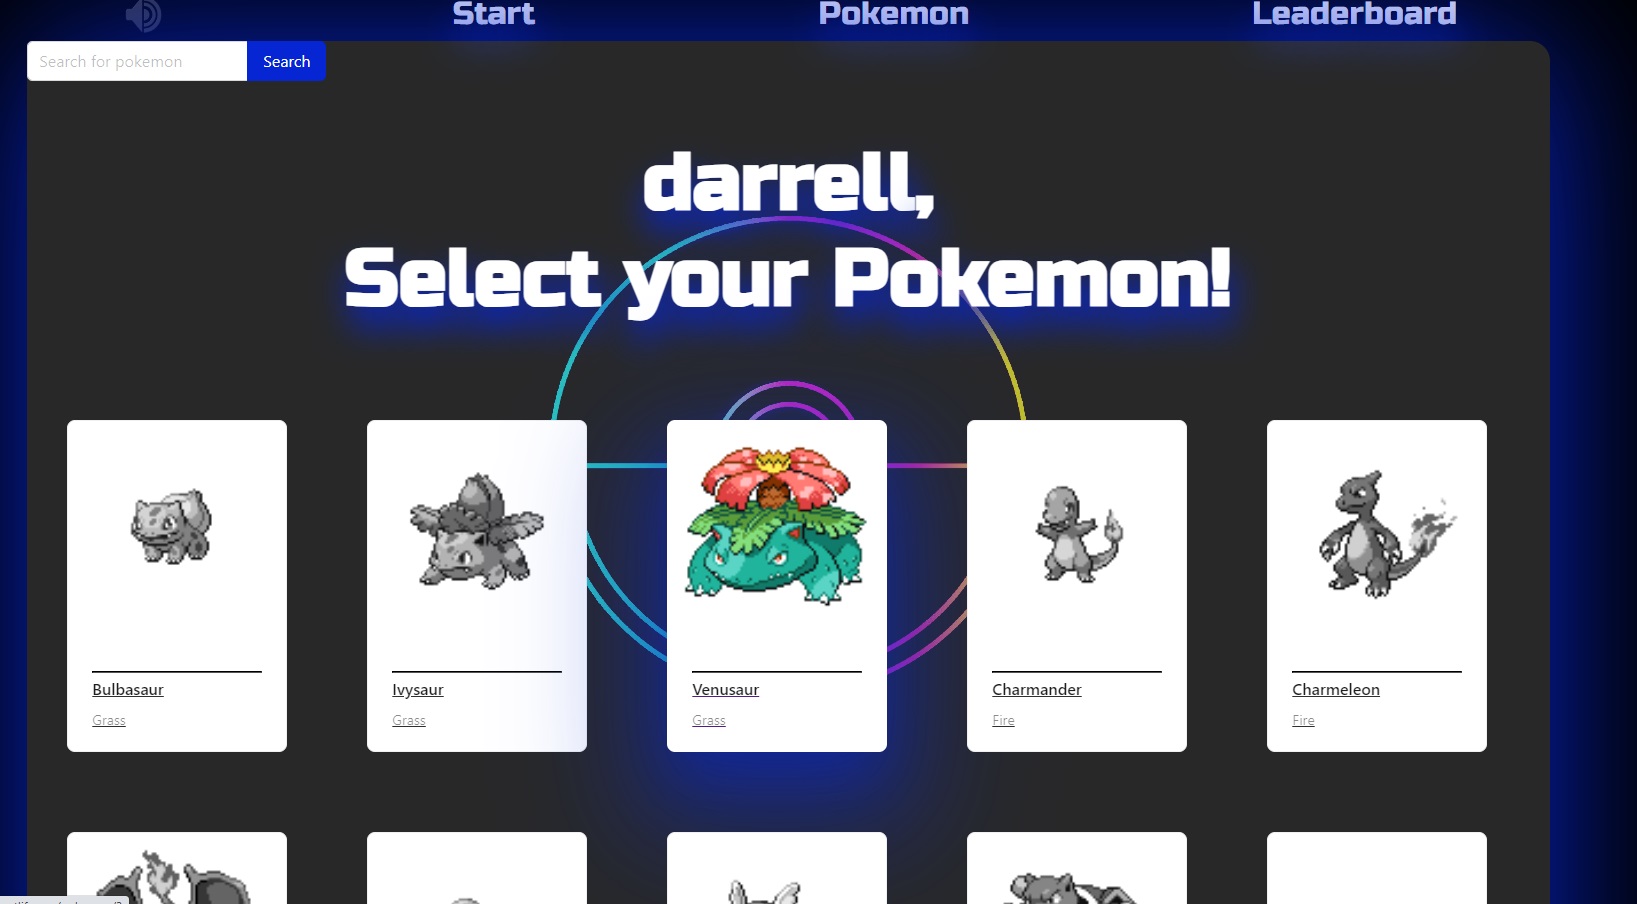 Start Pokemon Leaderboard
Search for pokemon Search
darrell,
Select your Pokemon!
Bulbasaur Ivysaur Venusaur Charmander Charmeleon
Grass Grass Grass Fire Fire